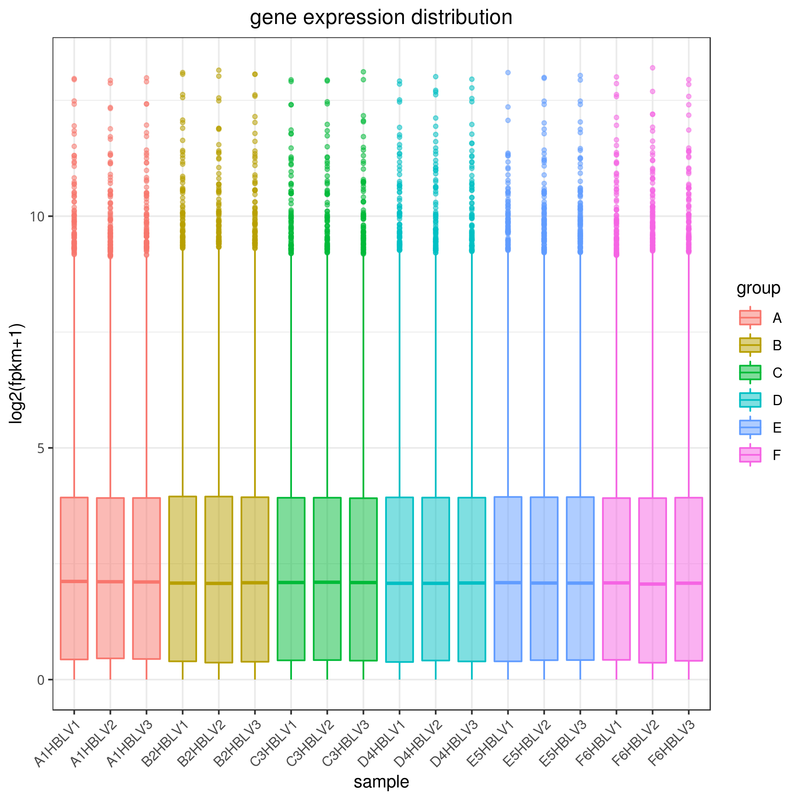 gene expression distribution
log2(fpkm+1)
10
5
0
A1HBLV1
A1HBLV2
A1HBLV3
B2HBLV1
B2HBLV2
B2HBLV3
C3HBLV1
C3HBLV2
C3HBLV3
D4HBLV1
D4HBLV2
D4HBLV3
E5HBLV1
E5HBLV2
E5HBLV3
F6HBLV1
F6HBLV2
F6HBLV3
sample
group
A
B
C
D
E
F